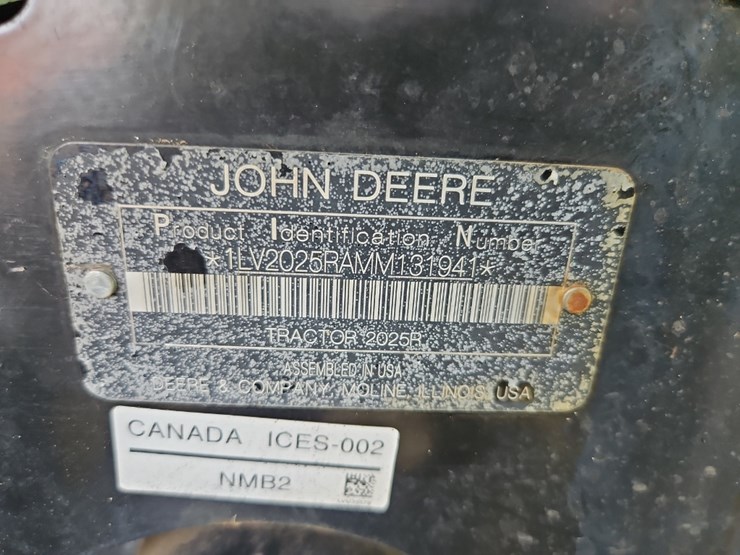 JOHN DEERE
Product Identification Number
*1LV2025RAMM131941*
TRACTOR 2025R
ASSEMBLED IN USA
DEERE & COMPANY MOLINE ILLINOIS USA
CANADA ICES-002
NMB2